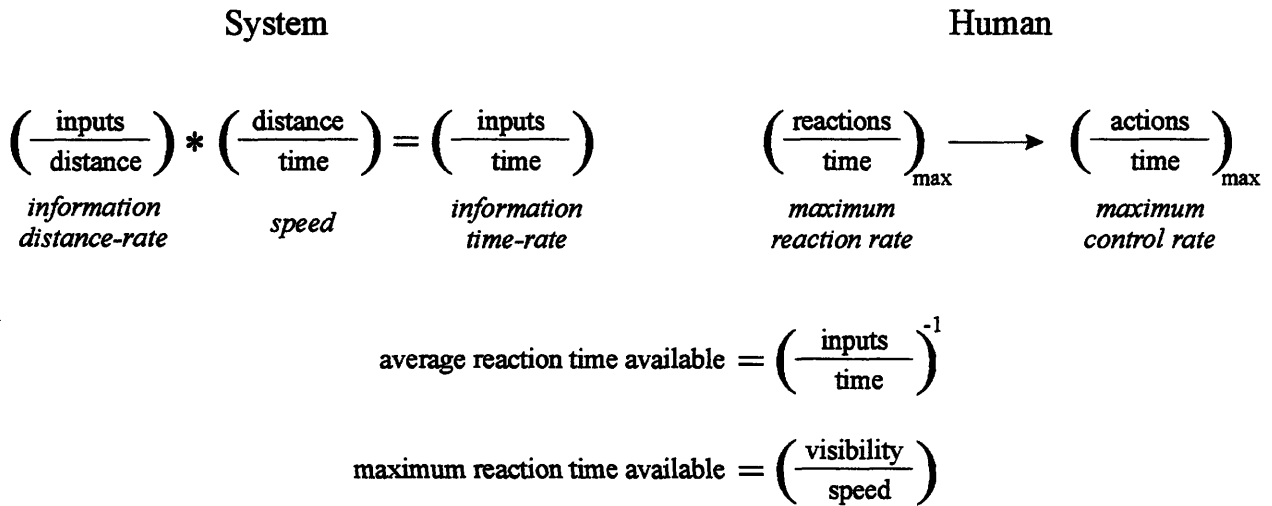 System Human
(inputs/distance) * (distance/time) = (inputs/time) (reactions/time)max ⟶ (actions/time)max
information distance-rate speed information time-rate maximum reaction rate maximum control rate
average reaction time available = (inputs/time)-1
maximum reaction time available = (visibility/speed)